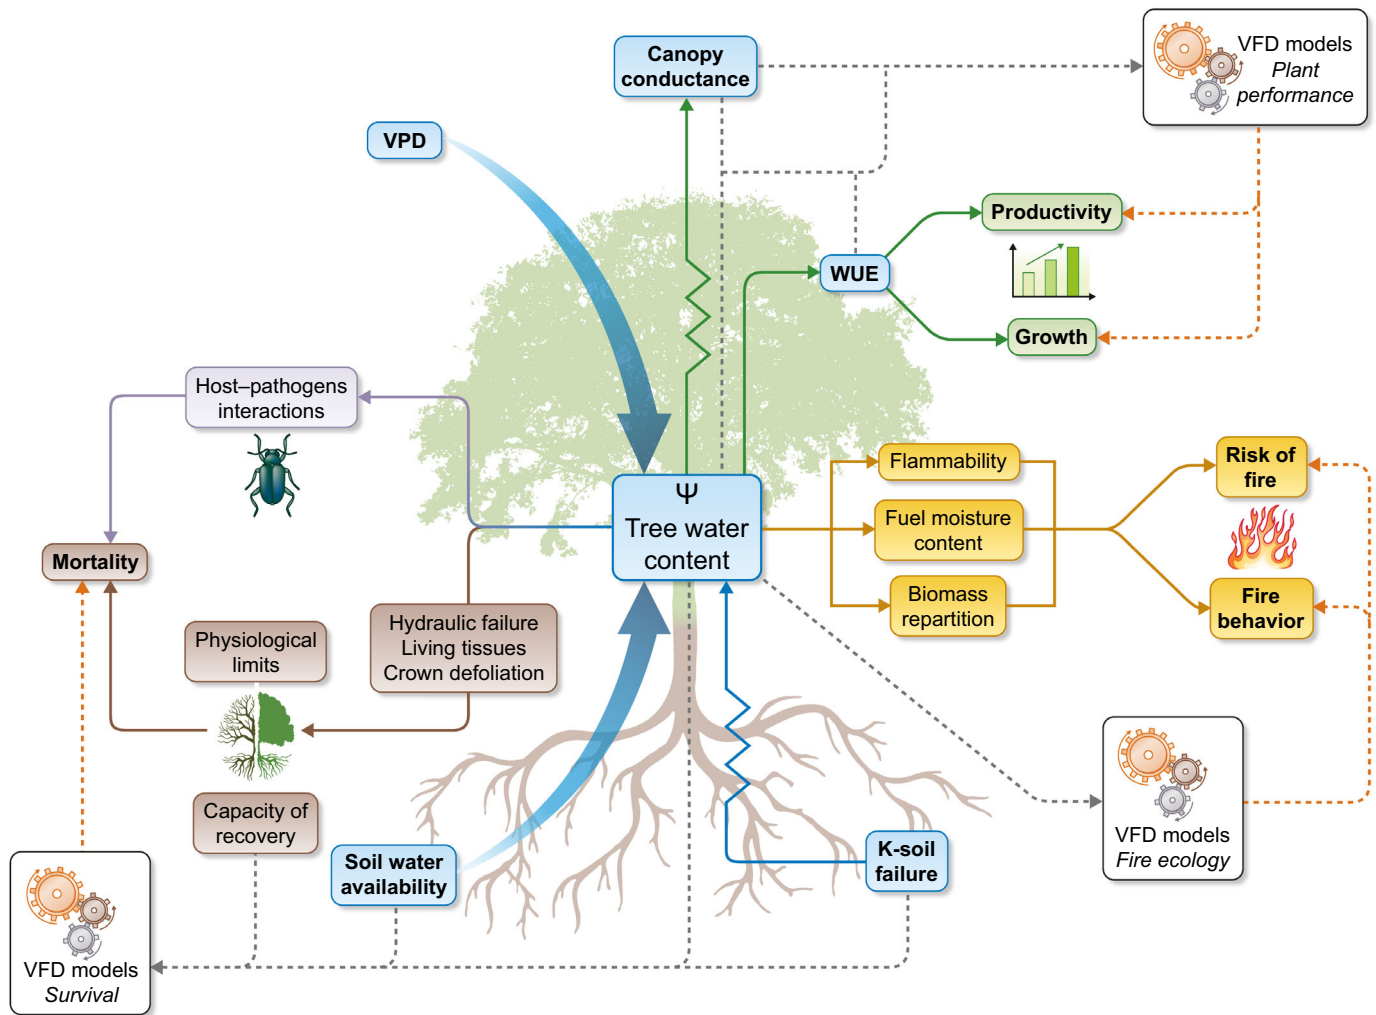 Canopy
conductance
VFD models
Plant
performance
VPD
Productivity
WUE
Growth
Host–pathogens
interactions
Ψ
Tree water
content
Flammability
Fuel moisture
content
Biomass
repartition
Risk of
fire
Fire
behavior
Mortality
Hydraulic failure
Living tissues
Crown defoliation
Physiological
limits
Capacity of
recovery
Soil water
availability
K-soil
failure
VFD models
Fire ecology
VFD models
Survival